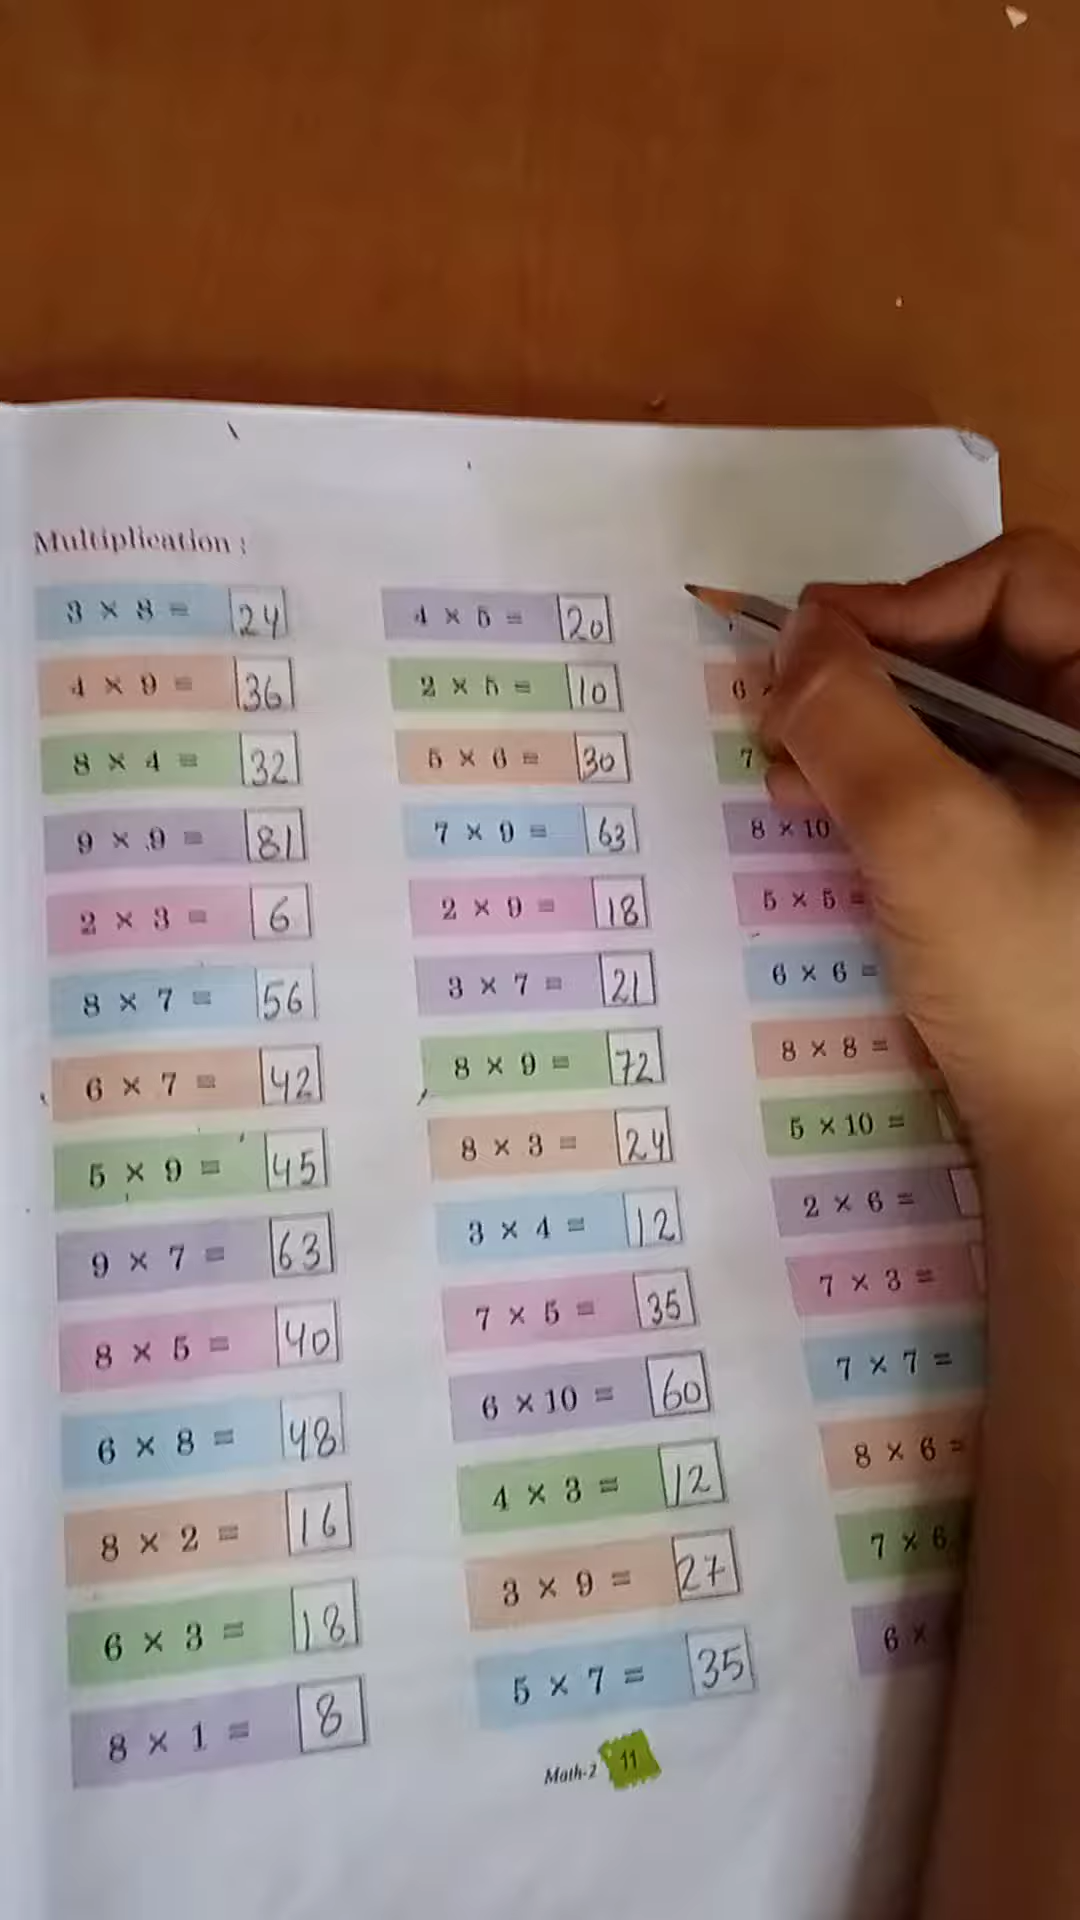 Multiplication :
3 × 8 = 24
4 × 9 = 36
8 × 4 = 32
9 × 9 = 81
2 × 3 = 6
8 × 7 = 56
6 × 7 = 42
5 × 9 = 45
9 × 7 = 63
8 × 5 = 40
6 × 8 = 48
8 × 2 = 16
6 × 3 = 18
8 × 1 = 8
4 × 5 = 20
2 × 5 = 10
5 × 6 = 30
7 × 9 = 63
2 × 9 = 18
3 × 7 = 21
8 × 9 = 72
8 × 3 = 24
3 × 4 = 12
7 × 5 = 35
6 × 10 = 60
4 × 3 = 12
3 × 9 = 27
5 × 7 = 35
6 ×
7
8 × 10
5 × 5 =
6 × 6 =
8 × 8 =
5 × 10 =
2 × 6 =
7 × 3 =
7 × 7 =
8 × 6 =
7 × 6
6 ×
Math-2 11